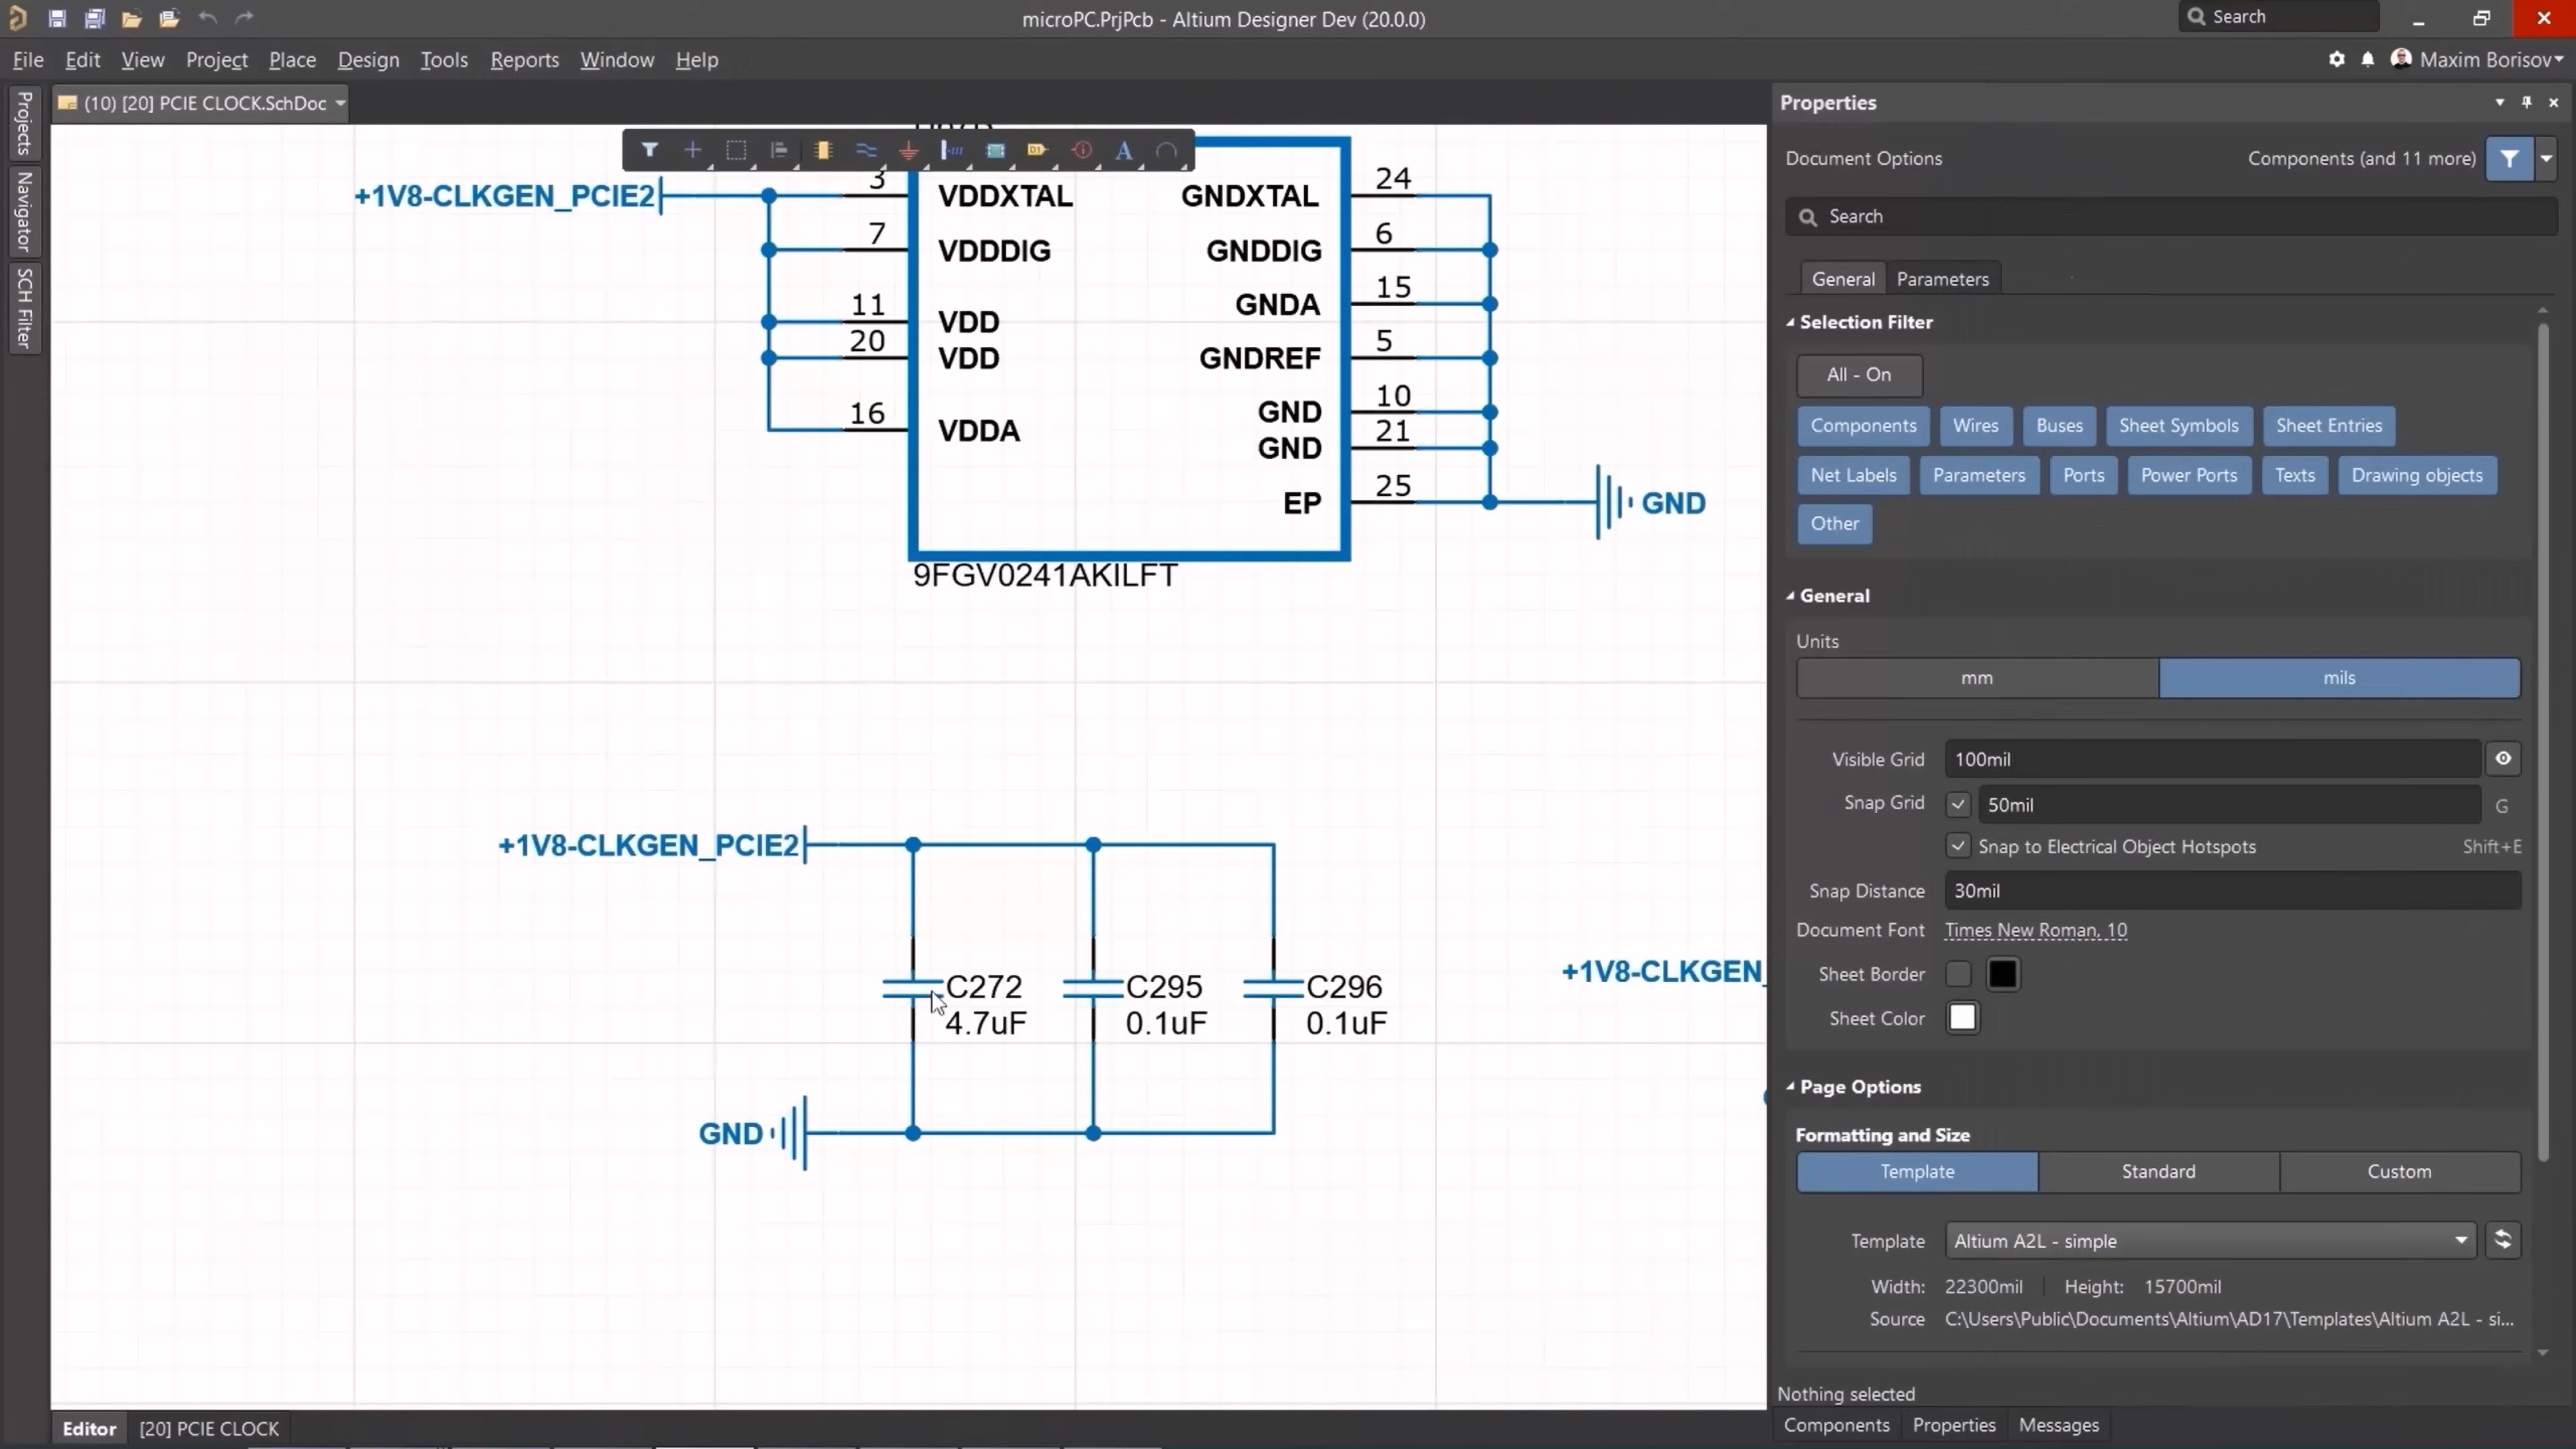 microPC.PrjPcb - Altium Designer Dev (20.0.0)
Search
File Edit View Project Place Design Tools Reports Window Help
Maxim Borisov
Projects
Navigator
SCH Filter
(10) [20] PCIE CLOCK.SchDoc
+1V8-CLKGEN_PCIE2
3 VDDXTAL
7 VDDDIG
11 VDD
20 VDD
16 VDDA
GNDXTAL 24
GNDDIG 6
GNDA 15
GNDREF 5
GND 10
GND 21
EP 25
GND
9FGV0241AKILFT
+1V8-CLKGEN_PCIE2
C272
4.7uF
C295
0.1uF
C296
0.1uF
GND
+1V8-CLKGEN_
Editor [20] PCIE CLOCK
Properties
Document Options Components (and 11 more)
Search
General Parameters
Selection Filter
All - On
Components Wires Buses Sheet Symbols Sheet Entries
Net Labels Parameters Ports Power Ports Texts Drawing objects
Other
General
Units
mm mils
Visible Grid 100mil
Snap Grid 50mil G
Snap to Electrical Object Hotspots Shift+E
Snap Distance 30mil
Document Font Times New Roman, 10
Sheet Border
Sheet Color
Page Options
Formatting and Size
Template Standard Custom
Template Altium A2L - simple
Width: 22300mil Height: 15700mil
Source C:\Users\Public\Documents\Altium\AD17\Templates\Altium A2L - si...
Nothing selected
Components Properties Messages